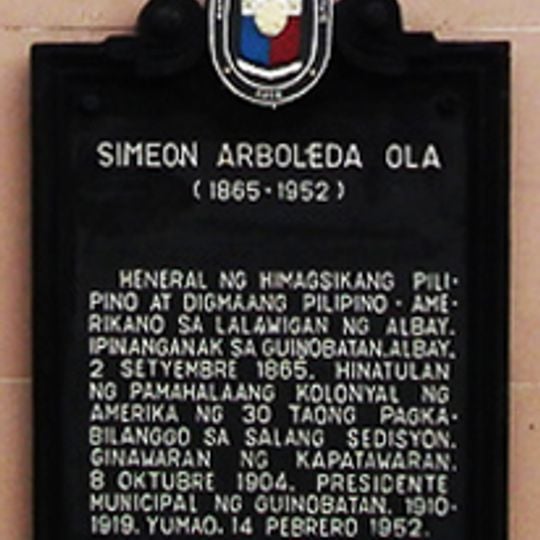 SIMEON ARBOLEDA OLA
(1865-1952)
HENERAL NG HIMAGSIKANG PILI-
PINO AT DIGMAANG PILIPINO-AME-
RIKANO SA LALAWIGAN NG ALBAY.
IPINANGANAK SA GUINOBATAN, ALBAY,
2 SETYEMBRE 1865. HINATULAN
NG PAMAHALAANG KOLONYAL NG
AMERIKA NG 30 TAONG PAGKA-
BILANGGO SA SALANG SEDISYON.
GINAWARAN NG KAPATAWARAN,
8 OKTUBRE 1904. PRESIDENTE
MUNICIPAL NG GUINOBATAN, 1910-
1919. YUMAO, 14 PEBRERO 1952.